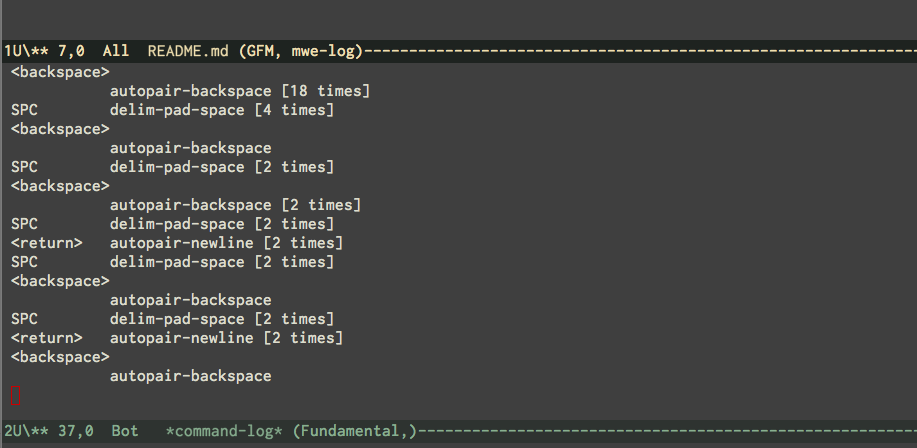 1U\** 7,0  All  README.md (GFM, mwe-log)--------------------------------------------------------------
<backspace>
           autopair-backspace [18 times]
SPC        delim-pad-space [4 times]
<backspace>
           autopair-backspace
SPC        delim-pad-space [2 times]
<backspace>
           autopair-backspace [2 times]
SPC        delim-pad-space [2 times]
<return>   autopair-newline [2 times]
SPC        delim-pad-space [2 times]
<backspace>
           autopair-backspace
SPC        delim-pad-space [2 times]
<return>   autopair-newline [2 times]
<backspace>
           autopair-backspace
2U\** 37,0  Bot   *command-log* (Fundamental,)--------------------------------------------------------